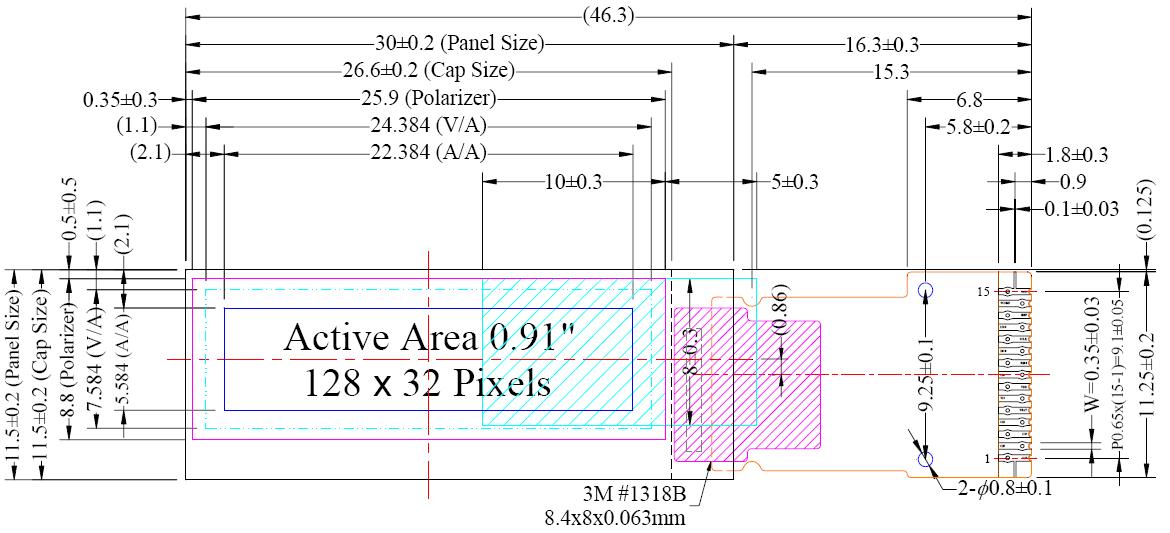 (46.3)
30±0.2 (Panel Size)
16.3±0.3
26.6±0.2 (Cap Size)
15.3
0.35±0.3
25.9 (Polarizer)
6.8
(1.1)
24.384 (V/A)
5.8±0.2
(2.1)
22.384 (A/A)
1.8±0.3
10±0.3
5±0.3
0.9
0.1±0.03
0.5±0.5
(1.1)
(2.1)
(0.125)
11.5±0.2 (Panel Size)
11.5±0.2 (Cap Size)
8.8 (Polarizer)
7.584 (V/A)
5.584 (A/A)
Active Area 0.91"
128 x 32 Pixels
8±0.3
(0.86)
9.25±0.1
15
1
W=0.35±0.03
P0.65x(15-1)=9.1±0.05
11.25±0.2
3M #1318B
8.4x8x0.063mm
2-ϕ0.8±0.1